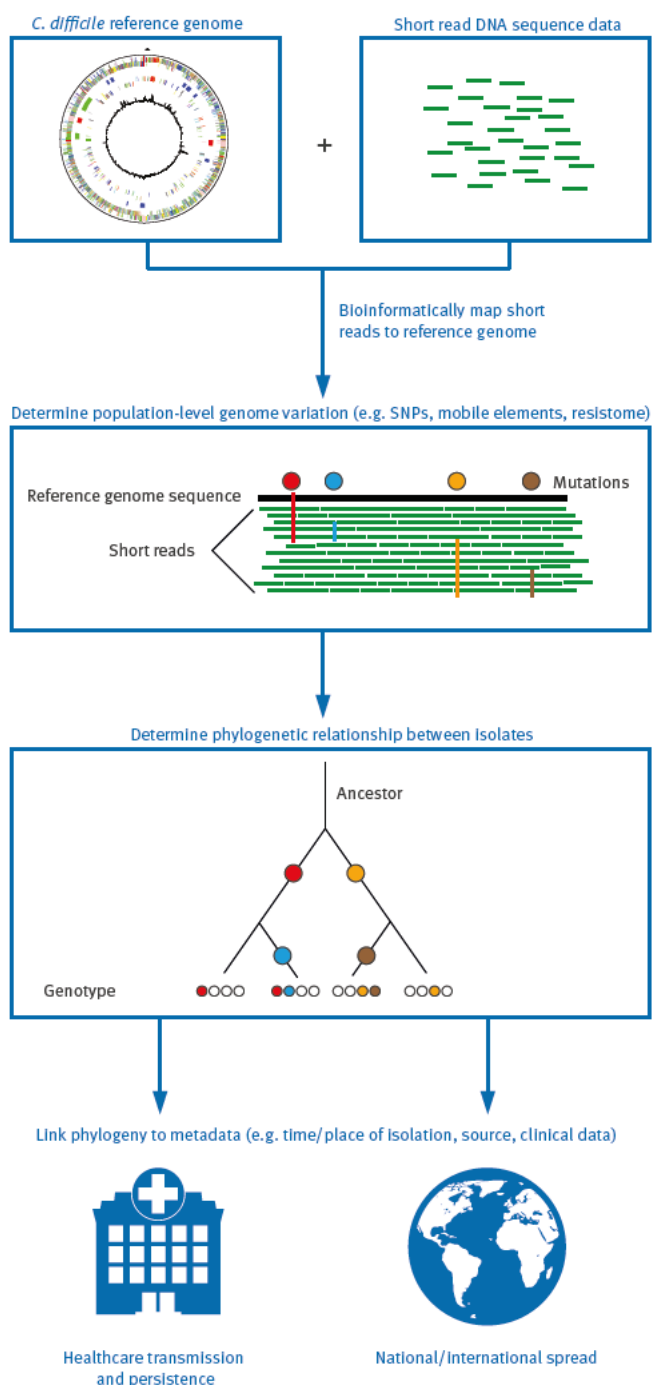 C. difficile reference genome
Short read DNA sequence data
+
Bioinformatically map short
reads to reference genome
Determine population-level genome variation (e.g. SNPs, mobile elements, resistome)
Mutations
Reference genome sequence
Short reads
Determine phylogenetic relationship between isolates
Ancestor
Genotype
Link phylogeny to metadata (e.g. time/place of isolation, source, clinical data)
Healthcare transmission
and persistence
National/international spread